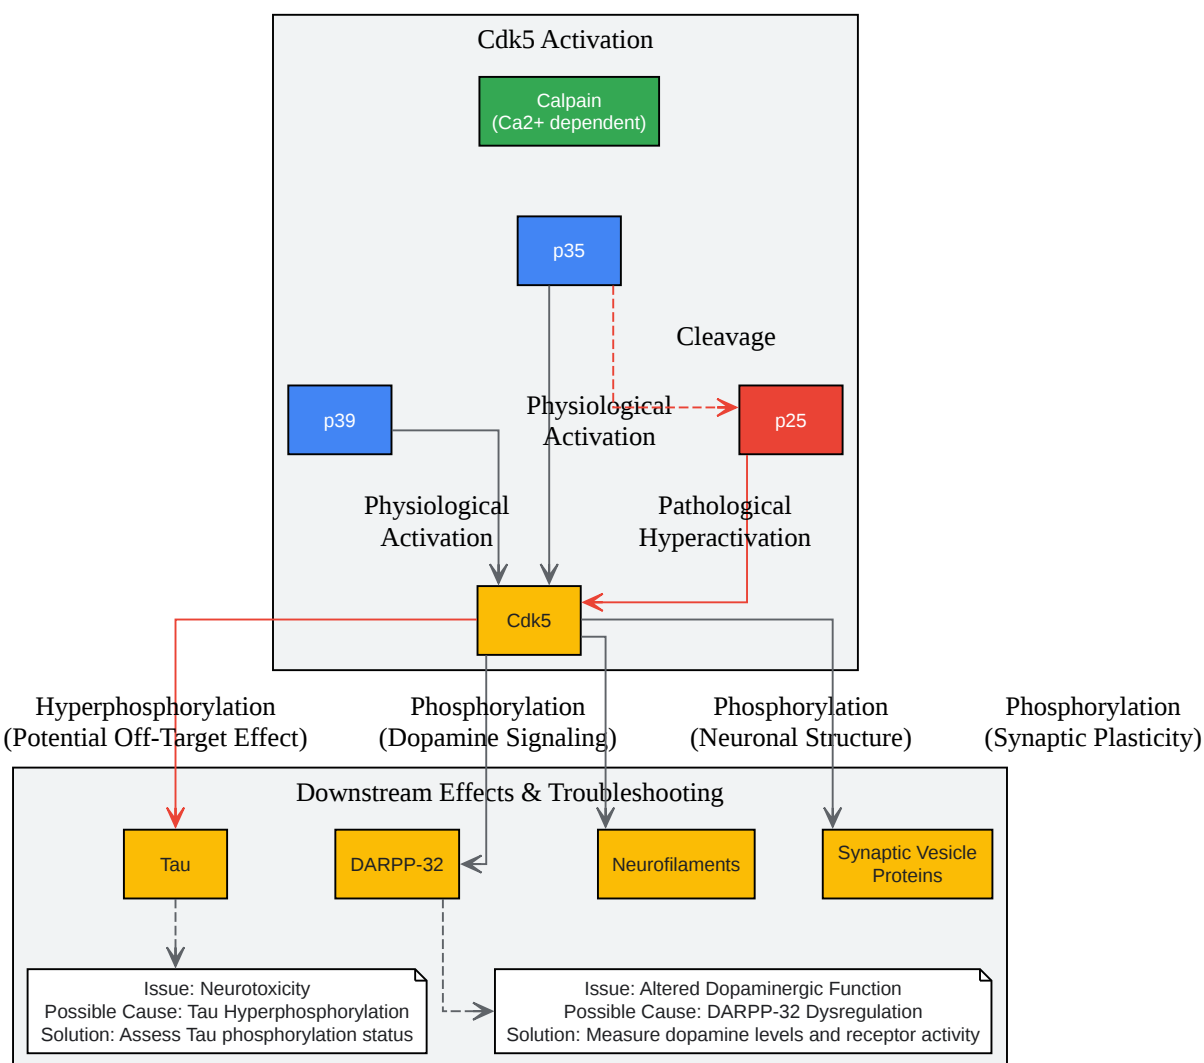 Cdk5 Activation
Calpain
(Ca2+ dependent)
p35
Cleavage
p39
Physiological
Activation
p25
Physiological
Activation
Pathological
Hyperactivation
Cdk5
Hyperphosphorylation
(Potential Off-Target Effect)
Phosphorylation
(Dopamine Signaling)
Phosphorylation
(Neuronal Structure)
Phosphorylation
(Synaptic Plasticity)
Downstream Effects & Troubleshooting
Tau
DARPP-32
Neurofilaments
Synaptic Vesicle
Proteins
Issue: Neurotoxicity
Possible Cause: Tau Hyperphosphorylation
Solution: Assess Tau phosphorylation status
Issue: Altered Dopaminergic Function
Possible Cause: DARPP-32 Dysregulation
Solution: Measure dopamine levels and receptor activity